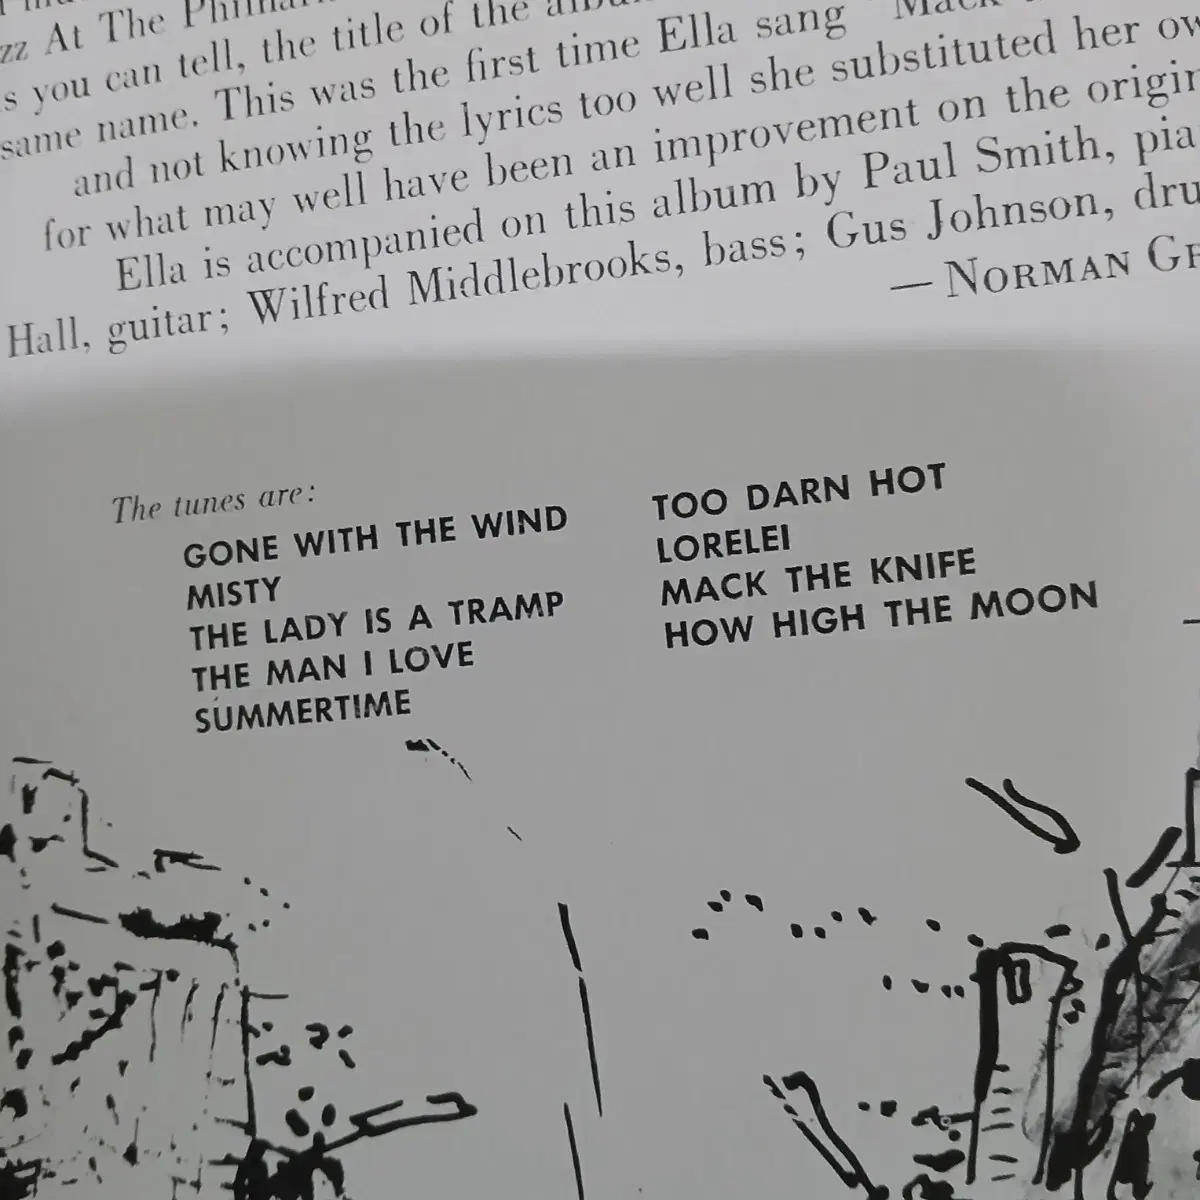 At The
s you can tell, the title of the
same name. This was the first time Ella sang
and not knowing the lyrics too well she substituted her
for what may well have been an improvement on the
Ella is accompanied on this album by Paul Smith,
Hall, guitar; Wilfred Middlebrooks, bass; Gus Johnson,
— NORMAN
The tunes are:
GONE WITH THE WIND
MISTY
THE LADY IS A TRAMP
THE MAN I LOVE
SUMMERTIME
TOO DARN HOT
LORELEI
MACK THE KNIFE
HOW HIGH THE MOON